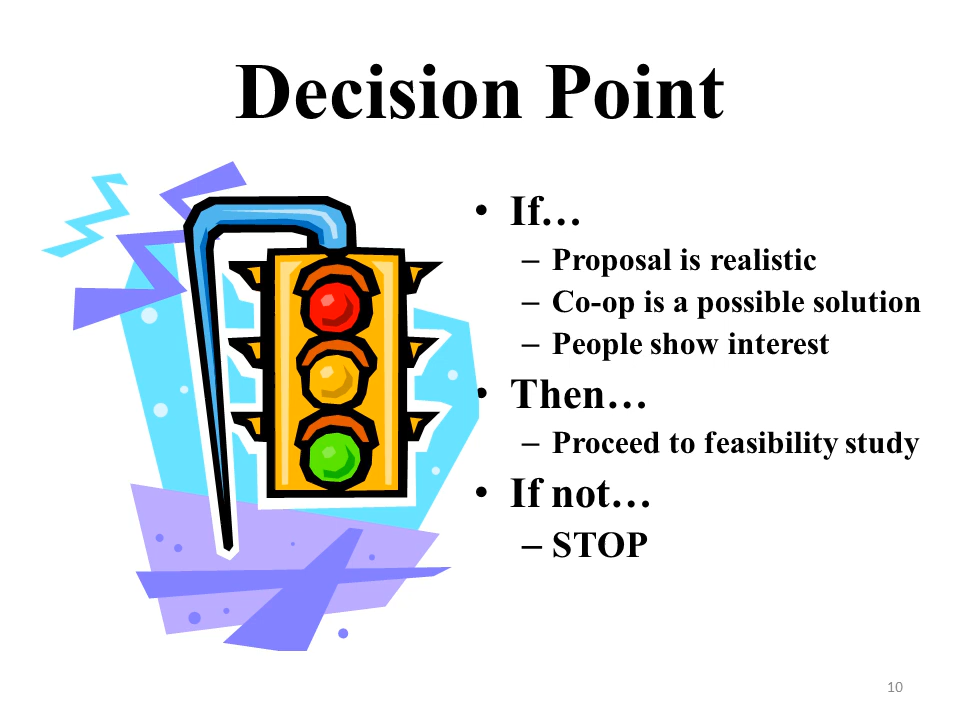 Decision Point
• If…
– Proposal is realistic
– Co-op is a possible solution
– People show interest
• Then…
– Proceed to feasibility study
• If not…
– STOP
10